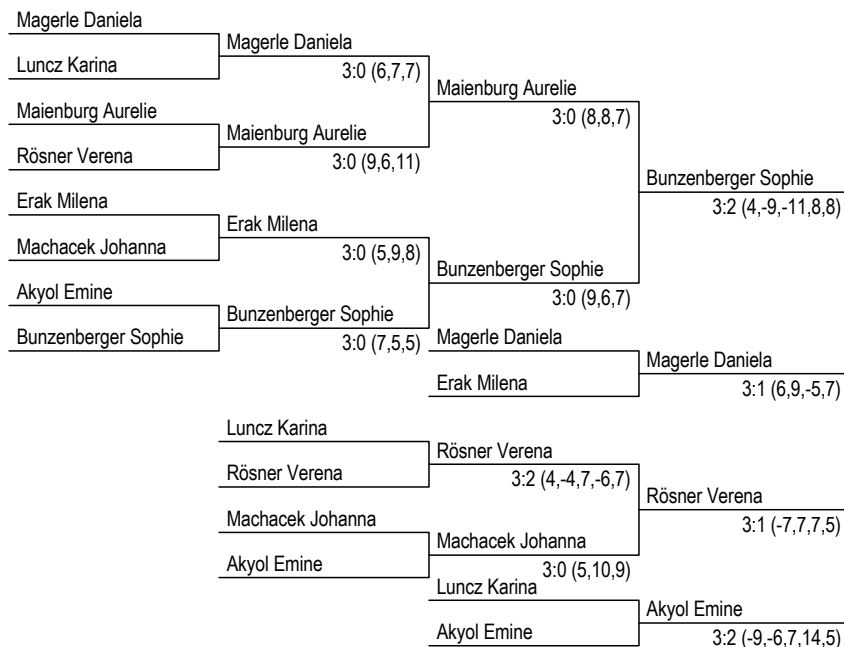 Magerle Daniela
Magerle Daniela
Luncz Karina
3:0 (6,7,7)
Maienburg Aurelie
Maienburg Aurelie
3:0 (8,8,7)
Maienburg Aurelie
Rösner Verena
3:0 (9,6,11)
Bunzenberger Sophie
3:2 (4,-9,-11,8,8)
Erak Milena
Erak Milena
Machacek Johanna
3:0 (5,9,8)
Bunzenberger Sophie
3:0 (9,6,7)
Akyol Emine
Bunzenberger Sophie
Bunzenberger Sophie
3:0 (7,5,5)
Magerle Daniela
Magerle Daniela
Erak Milena
3:1 (6,9,-5,7)
Luncz Karina
Rösner Verena
Rösner Verena
3:2 (4,-4,7,-6,7)
Rösner Verena
3:1 (-7,7,7,5)
Machacek Johanna
Machacek Johanna
Akyol Emine
3:0 (5,10,9)
Luncz Karina
Akyol Emine
Akyol Emine
3:2 (-9,-6,7,14,5)